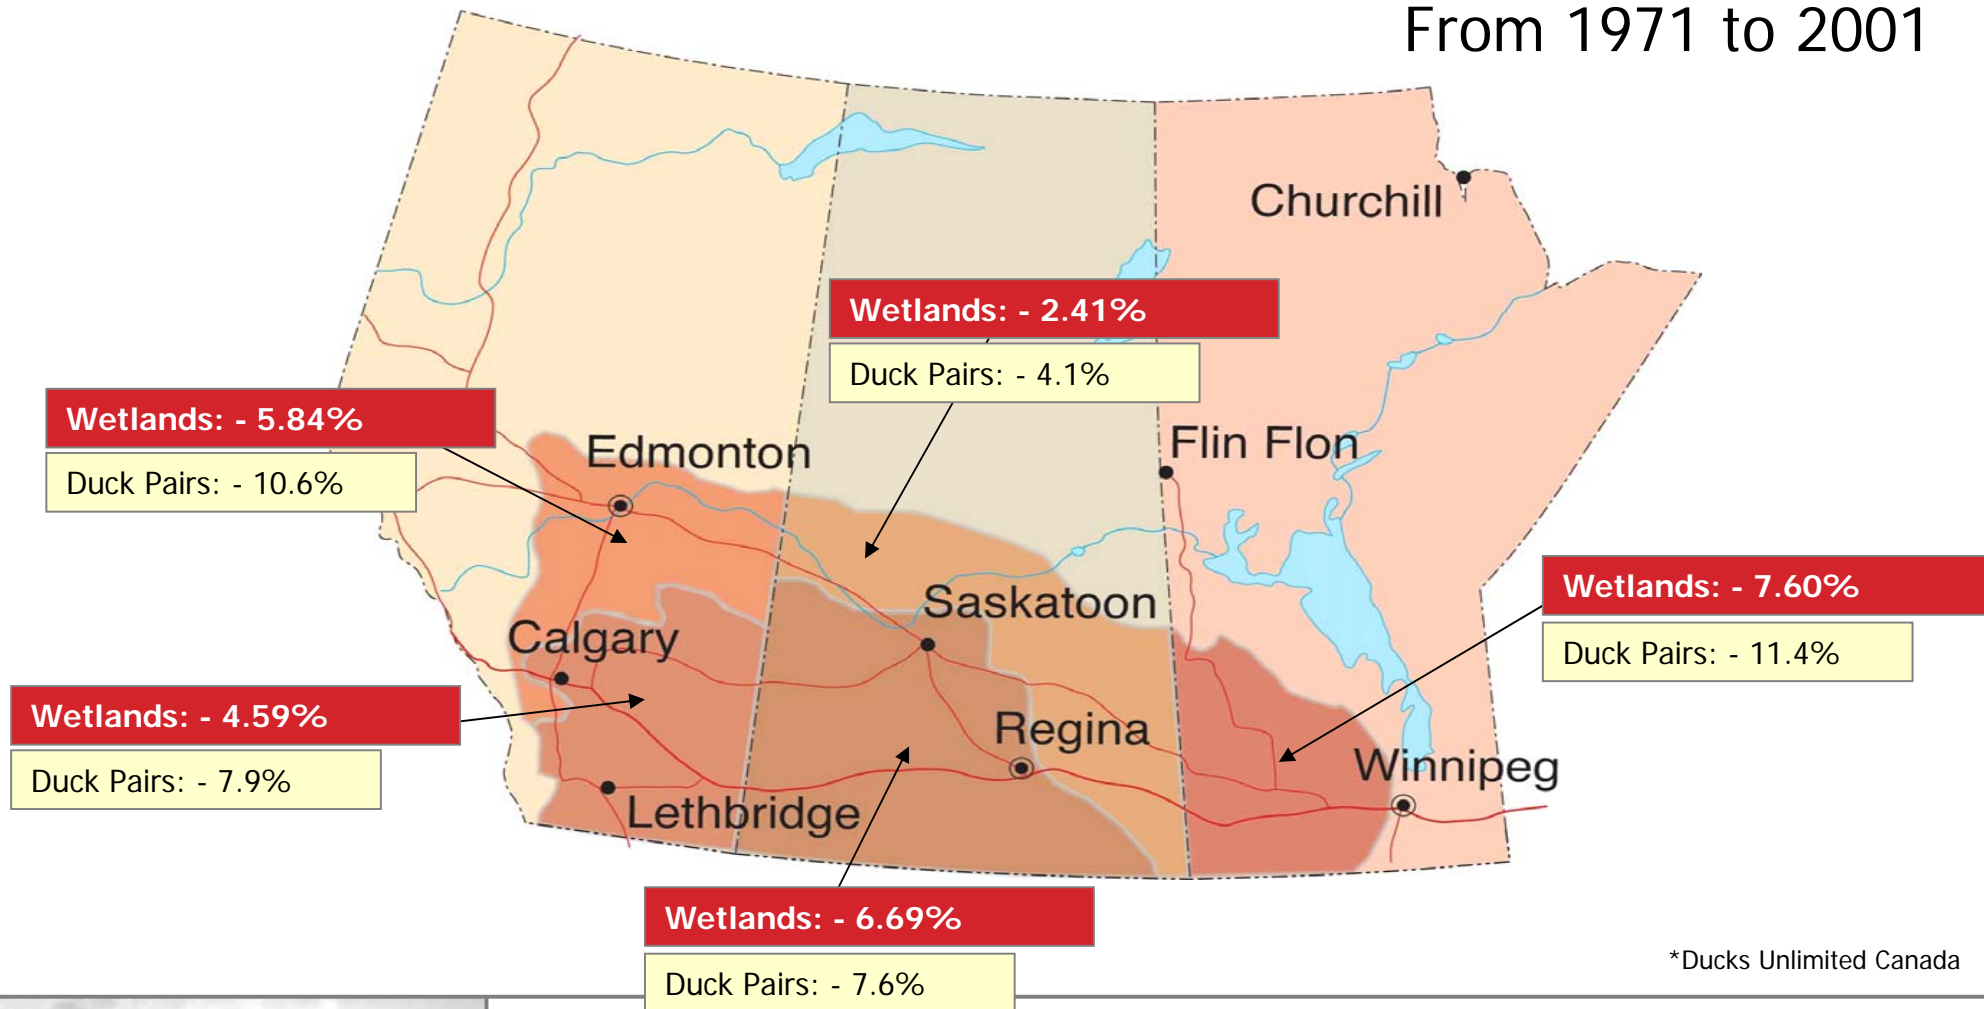 From 1971 to 2001
Churchill
Wetlands: - 2.41%
Duck Pairs: - 4.1%
Wetlands: - 5.84%
Duck Pairs: - 10.6%
Edmonton
Flin Flon
Saskatoon
Wetlands: - 7.60%
Duck Pairs: - 11.4%
Calgary
Wetlands: - 4.59%
Duck Pairs: - 7.9%
Regina
Winnipeg
Lethbridge
Wetlands: - 6.69%
Duck Pairs: - 7.6%
*Ducks Unlimited Canada